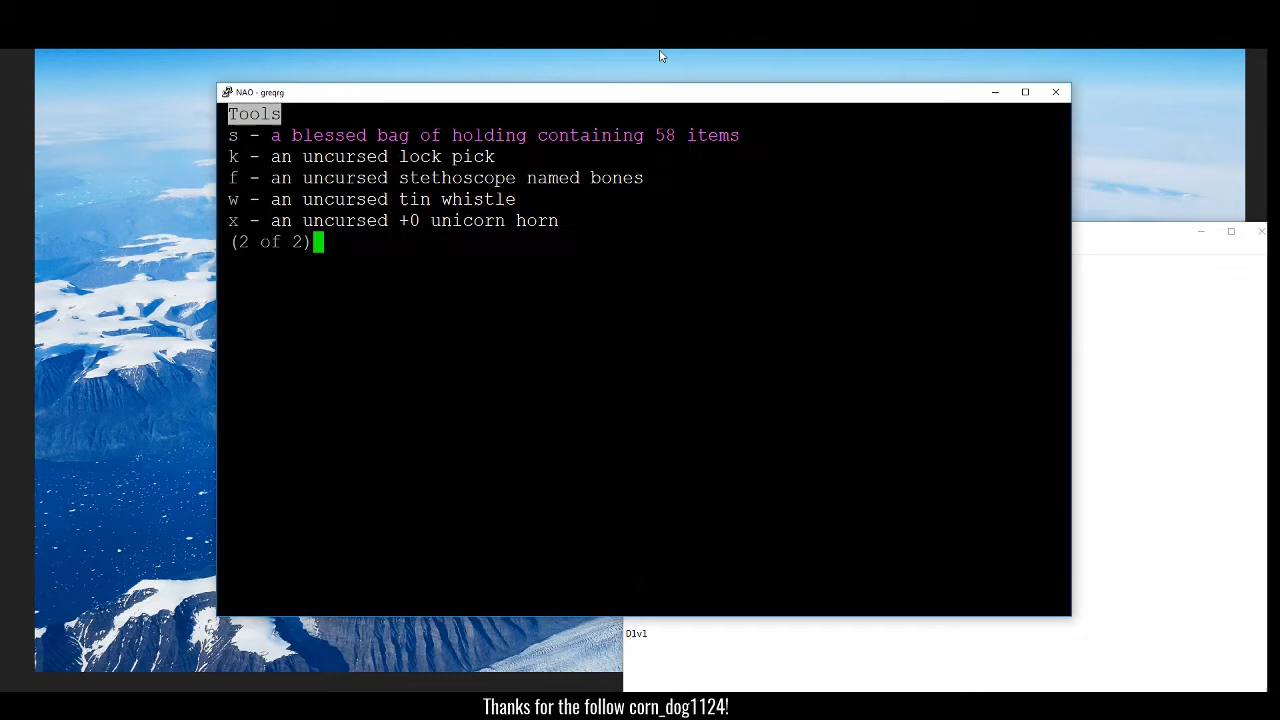 NAO - greqrg
Tools
s - a blessed bag of holding containing 58 items
k - an uncursed lock pick
f - an uncursed stethoscope named bones
w - an uncursed tin whistle
x - an uncursed +0 unicorn horn
(2 of 2)
Dlvl
Thanks for the follow corn_dog1124!